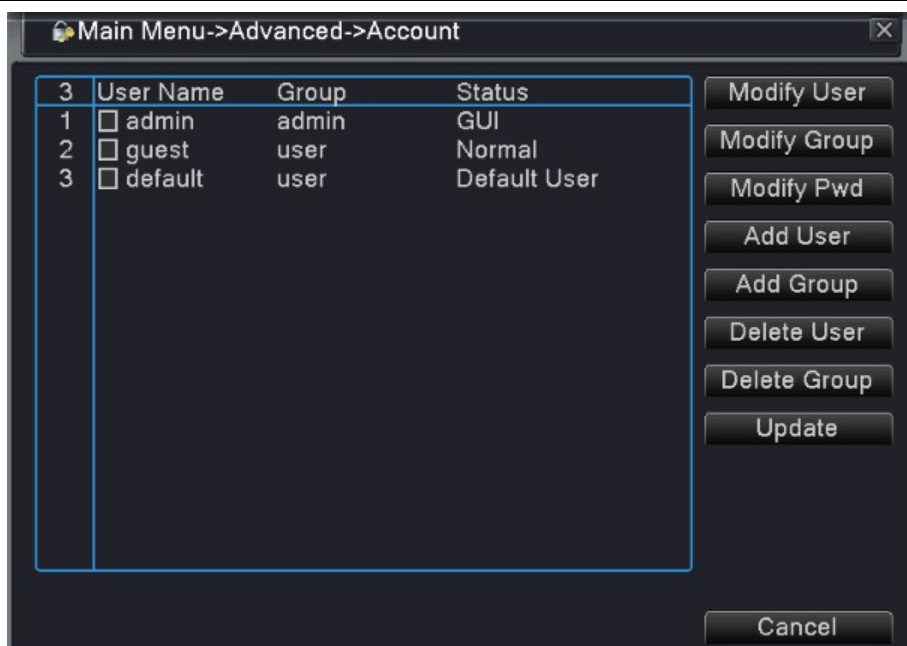 Main Menu->Advanced->Account
3 User Name Group Status
1 admin admin GUI
2 guest user Normal
3 default user Default User
Modify User
Modify Group
Modify Pwd
Add User
Add Group
Delete User
Delete Group
Update
Cancel